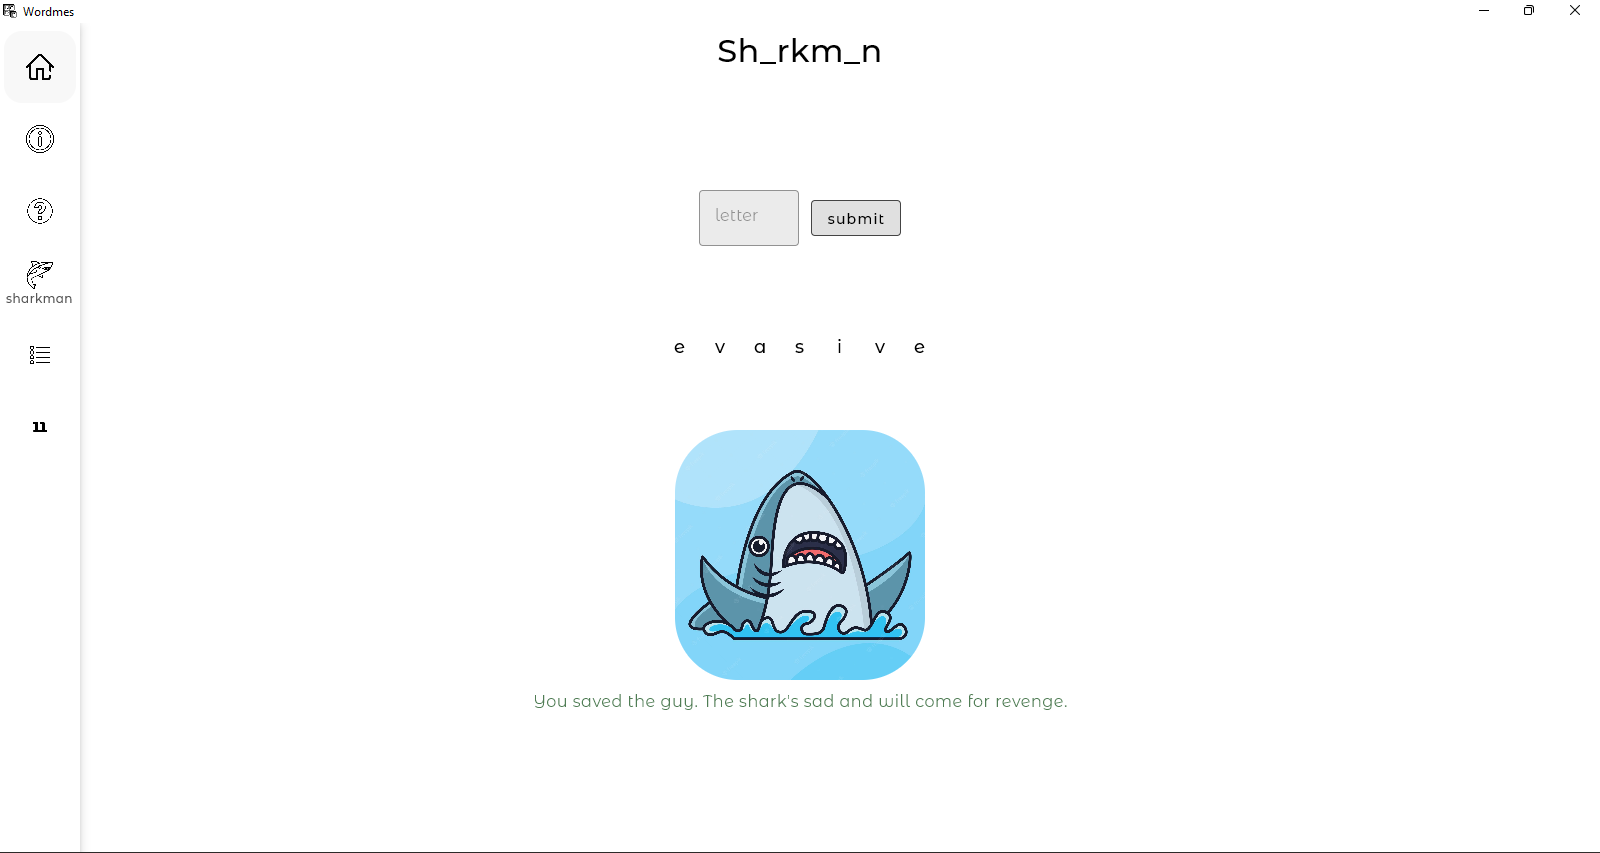 Wordmes
Sh_rkm_n
letter
submit
sharkman
e v a s i v e
11
You saved the guy. The shark's sad and will come for revenge.